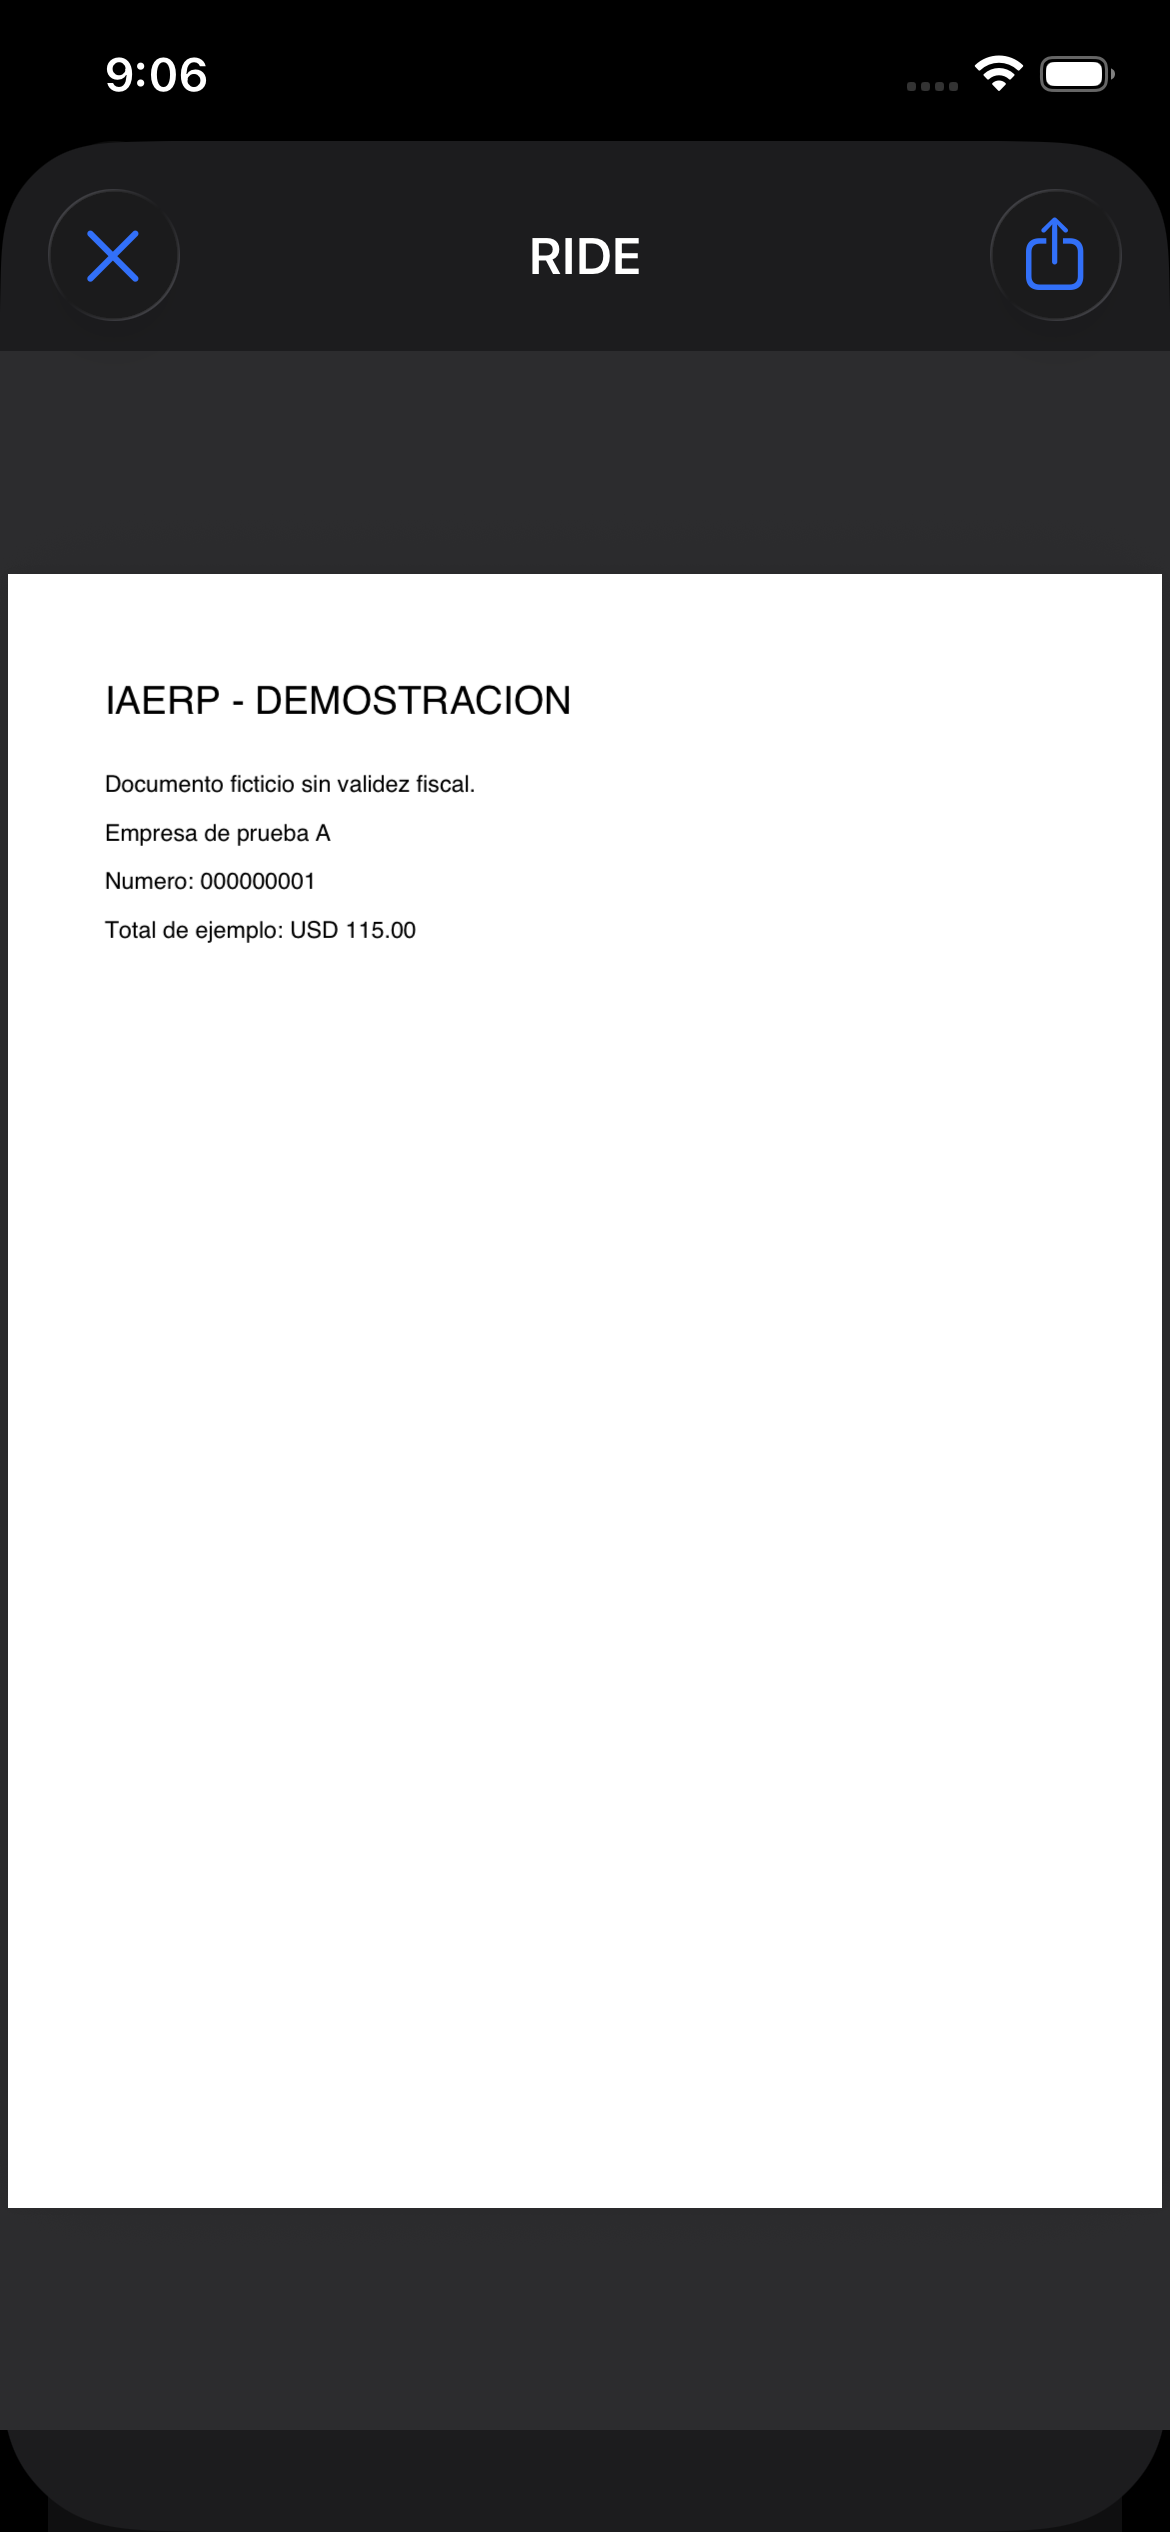 9:06
RIDE
IAERP - DEMOSTRACION
Documento ficticio sin validez fiscal.
Empresa de prueba A
Numero: 000000001
Total de ejemplo: USD 115.00